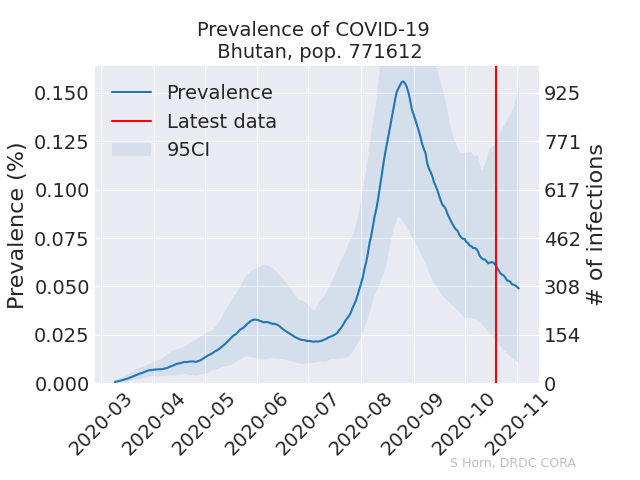 Prevalence of COVID-19
Bhutan, pop. 771612
Prevalence
Latest data
95CI
Prevalence (%)
0.150
0.125
0.100
0.075
0.050
0.025
0.000
925
771
617
462
308
154
0
# of infections
2020-03
2020-04
2020-05
2020-06
2020-07
2020-08
2020-09
2020-10
2020-11
S Horn, DRDC CORA